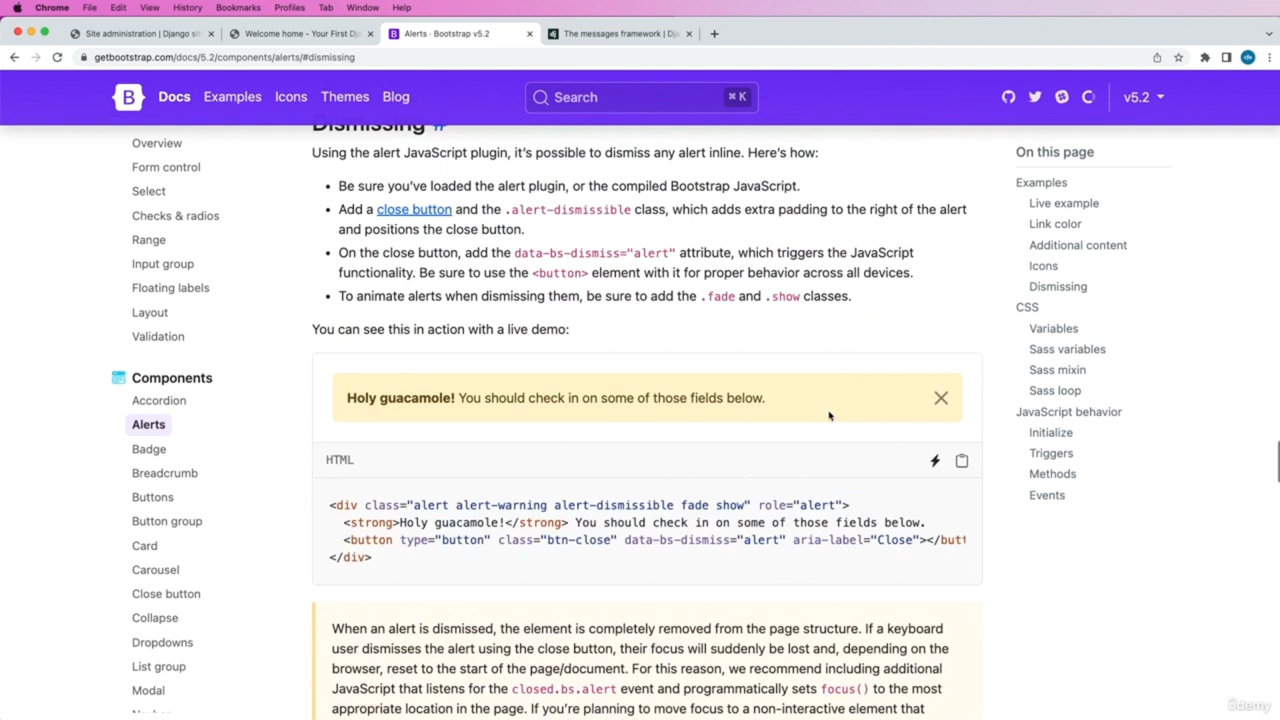 Chrome File Edit View History Bookmarks Profiles Tab Window Help
Site administration | Django sit
Welcome home - Your First Dj
Alerts · Bootstrap v5.2
The messages framework | Dj
getbootstrap.com/docs/5.2/components/alerts/#dismissing
B Docs Examples Icons Themes Blog
Search ⌘ K
v5.2
Overview
Form control
Select
Checks & radios
Range
Input group
Floating labels
Layout
Validation
Components
Accordion
Alerts
Badge
Breadcrumb
Buttons
Button group
Card
Carousel
Close button
Collapse
Dropdowns
List group
Modal
Dismissing #
Using the alert JavaScript plugin, it’s possible to dismiss any alert inline. Here’s how:
• Be sure you’ve loaded the alert plugin, or the compiled Bootstrap JavaScript.
• Add a close button and the .alert-dismissible class, which adds extra padding to the right of the alert
and positions the close button.
• On the close button, add the data-bs-dismiss="alert" attribute, which triggers the JavaScript
functionality. Be sure to use the <button> element with it for proper behavior across all devices.
• To animate alerts when dismissing them, be sure to add the .fade and .show classes.
You can see this in action with a live demo:
Holy guacamole! You should check in on some of those fields below.
HTML
<div class="alert alert-warning alert-dismissible fade show" role="alert">
<strong>Holy guacamole!</strong> You should check in on some of those fields below.
<button type="button" class="btn-close" data-bs-dismiss="alert" aria-label="Close"></butt
</div>
When an alert is dismissed, the element is completely removed from the page structure. If a keyboard
user dismisses the alert using the close button, their focus will suddenly be lost and, depending on the
browser, reset to the start of the page/document. For this reason, we recommend including additional
JavaScript that listens for the closed.bs.alert event and programmatically sets focus() to the most
appropriate location in the page. If you’re planning to move focus to a non-interactive element that
On this page
Examples
Live example
Link color
Additional content
Icons
Dismissing
CSS
Variables
Sass variables
Sass mixin
Sass loop
JavaScript behavior
Initialize
Triggers
Methods
Events
ûdemy